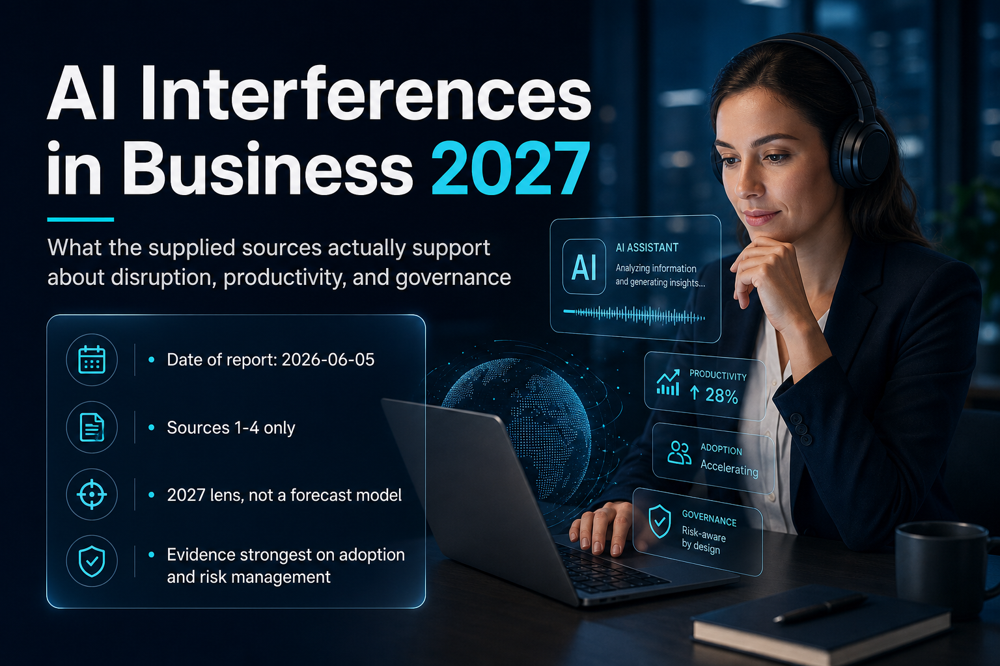 AI Interferences
in Business 2027
What the supplied sources actually support
about disruption, productivity, and governance
• Date of report: 2026-06-05
• Sources 1-4 only
• 2027 lens, not a forecast model
• Evidence strongest on adoption
and risk management
AI
AI ASSISTANT
Analyzing information
and generating insights...
PRODUCTIVITY
↑ 28%
ADOPTION
Accelerating
GOVERNANCE
Risk-aware
by design